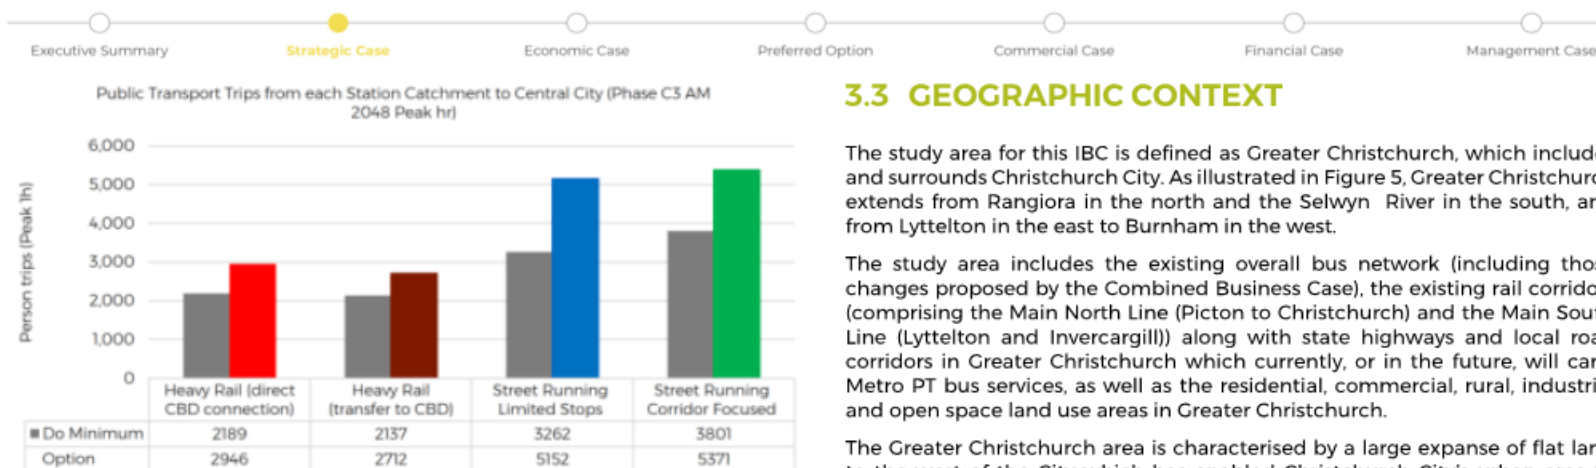 Executive Summary
Strategic Case
Economic Case
Preferred Option
Commercial Case
Financial Case
Management Case
Public Transport Trips from each Station Catchment to Central City (Phase C3 AM
2048 Peak hr)
Person trips (Peak 1h)
6,000
5,000
4,000
3,000
2,000
1,000
0
Heavy Rail (direct
CBD connection)
Heavy Rail
(transfer to CBD)
Street Running
Limited Stops
Street Running
Corridor Focused
Do Minimum 2189 2137 3262 3801
Option 2946 2712 5152 5371
3.3 GEOGRAPHIC CONTEXT
The study area for this IBC is defined as Greater Christchurch, which include
and surrounds Christchurch City. As illustrated in Figure 5, Greater Christchurc
extends from Rangiora in the north and the Selwyn River in the south, an
from Lyttelton in the east to Burnham in the west.
The study area includes the existing overall bus network (including thos
changes proposed by the Combined Business Case), the existing rail corrido
(comprising the Main North Line (Picton to Christchurch) and the Main Sout
Line (Lyttelton and Invercargill)) along with state highways and local roa
corridors in Greater Christchurch which currently, or in the future, will carr
Metro PT bus services, as well as the residential, commercial, rural, industri
and open space land use areas in Greater Christchurch.
The Greater Christchurch area is characterised by a large expanse of flat lan